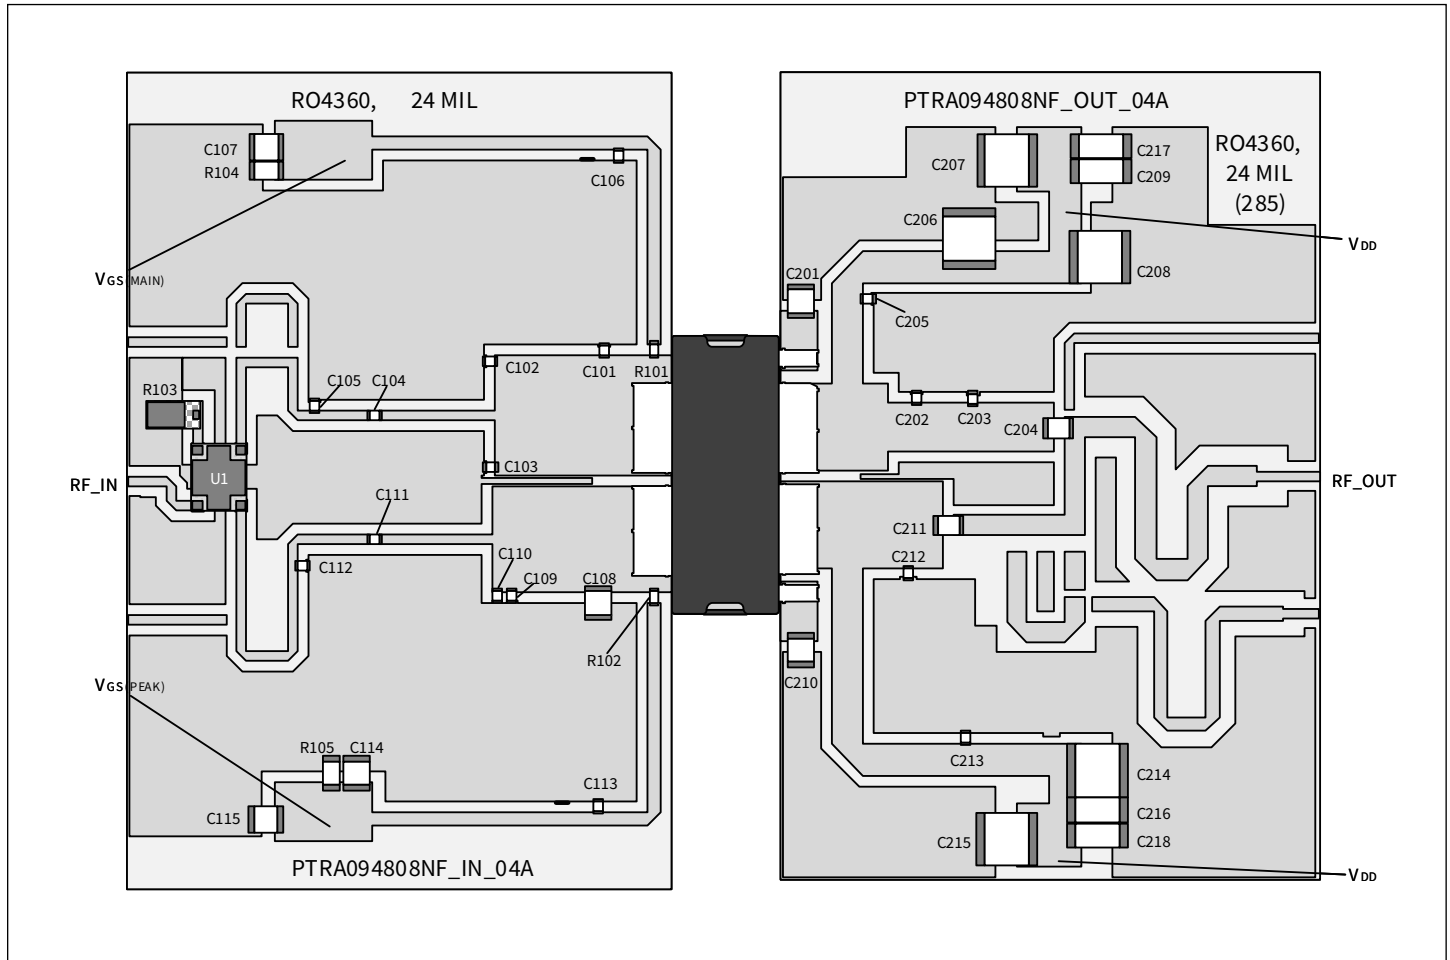 RO4360, 24 MIL
PTRA094808NF_OUT_04A
C107
R104
C106
C207
C217
C209
RO4360,
24 MIL
(285)
C206
C208
VDD
VGS(MAIN)
C201
C205
R103
C105
C104
C102
C101
R101
C202
C203
C204
U1
C103
RF_IN
RF_OUT
C111
C211
C112
C110
C109
C108
C212
R102
VGS(PEAK)
C210
R105
C114
C113
C213
C214
C115
C215
C216
C218
PTRA094808NF_IN_04A
VDD